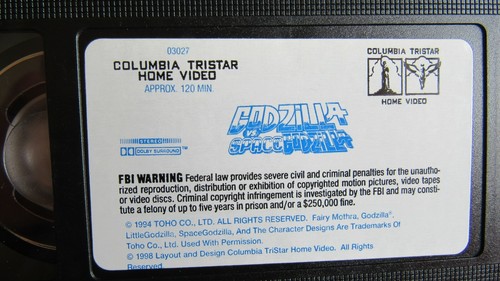 03027
COLUMBIA TRISTAR
HOME VIDEO
APPROX. 120 MIN.
COLUMBIA TRISTAR
HOME VIDEO
GODZILLA
VS.
SPACEGODZILLA
STEREO
DOLBY SURROUND
FBI WARNING Federal law provides severe civil and criminal penalties for the unautho-
rized reproduction, distribution or exhibition of copyrighted motion pictures, video tapes
or video discs. Criminal copyright infringement is investigated by the FBI and may consti-
tute a felony of up to five years in prison and/or a $250,000 fine.
© 1994 TOHO CO., LTD. ALL RIGHTS RESERVED. Fairy Mothra, Godzilla,
LittleGodzilla, SpaceGodzilla, And The Character Designs Are Trademarks Of
Toho Co., Ltd. Used With Permission.
© 1998 Layout and Design Columbia TriStar Home Video. All Rights
Reserved.